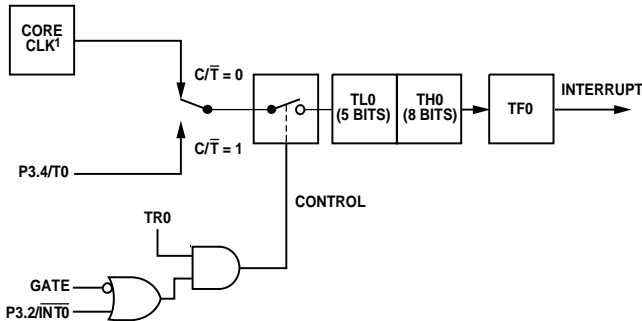 CORE
CLK¹
C/T̅ = 0
C/T̅ = 1
P3.4/T0
TL0
(5 BITS)
TH0
(8 BITS)
TF0
INTERRUPT
CONTROL
TR0
GATE
P3.2/I̅N̅T̅0̅